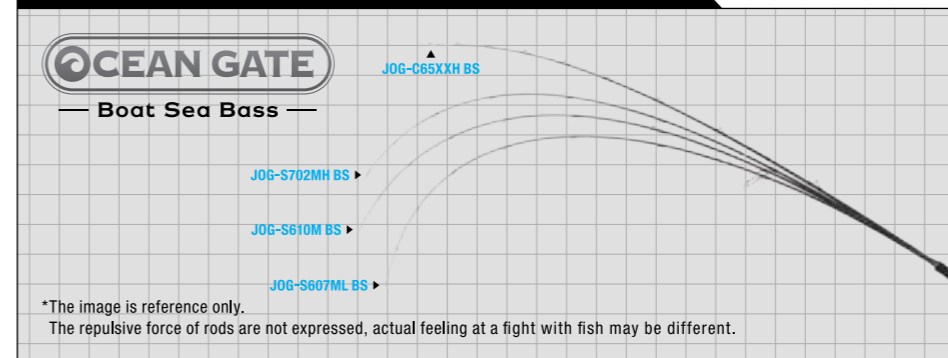 OCEAN GATE
Boat Sea Bass
JOG-C65XXH BS
JOG-S702MH BS
JOG-S610M BS
JOG-S607ML BS
*The image is reference only.
The repulsive force of rods are not expressed, actual feeling at a fight with fish may be different.